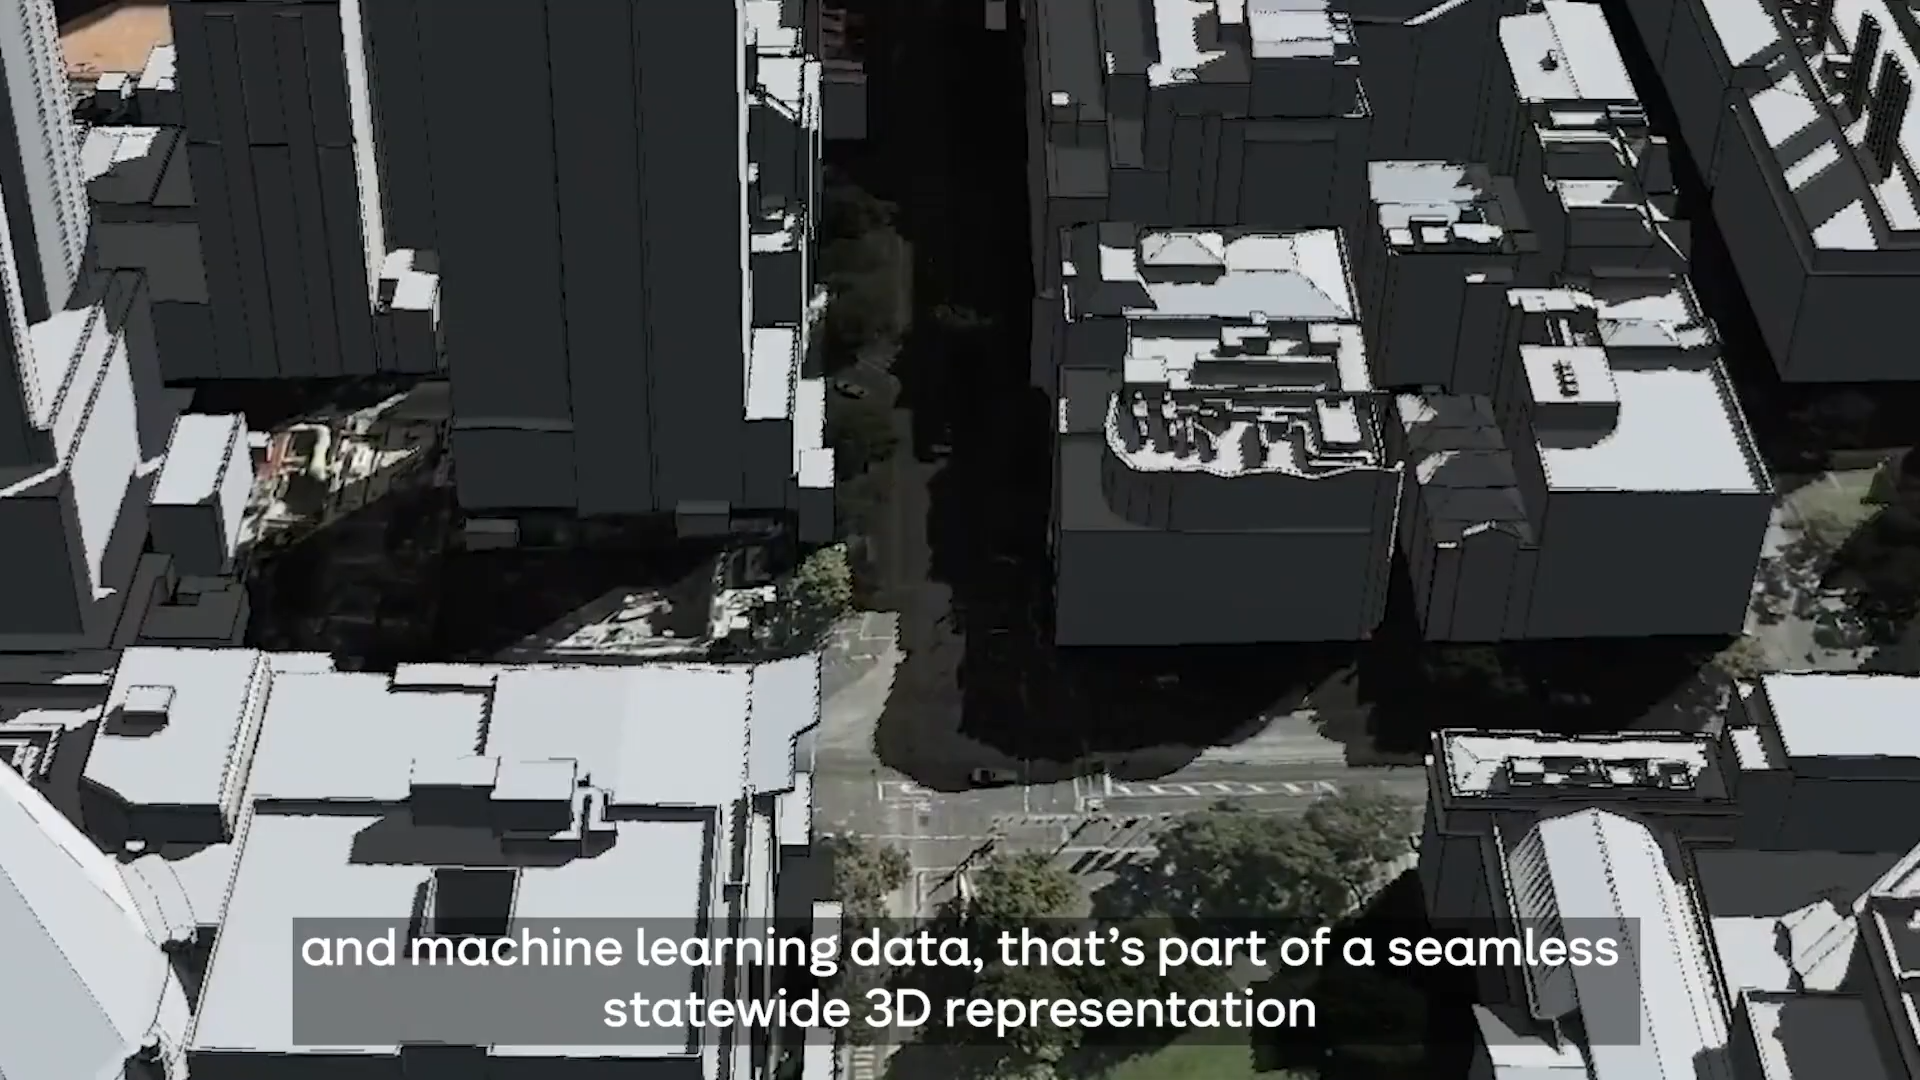 and machine learning data, that’s part of a seamless
statewide 3D representation